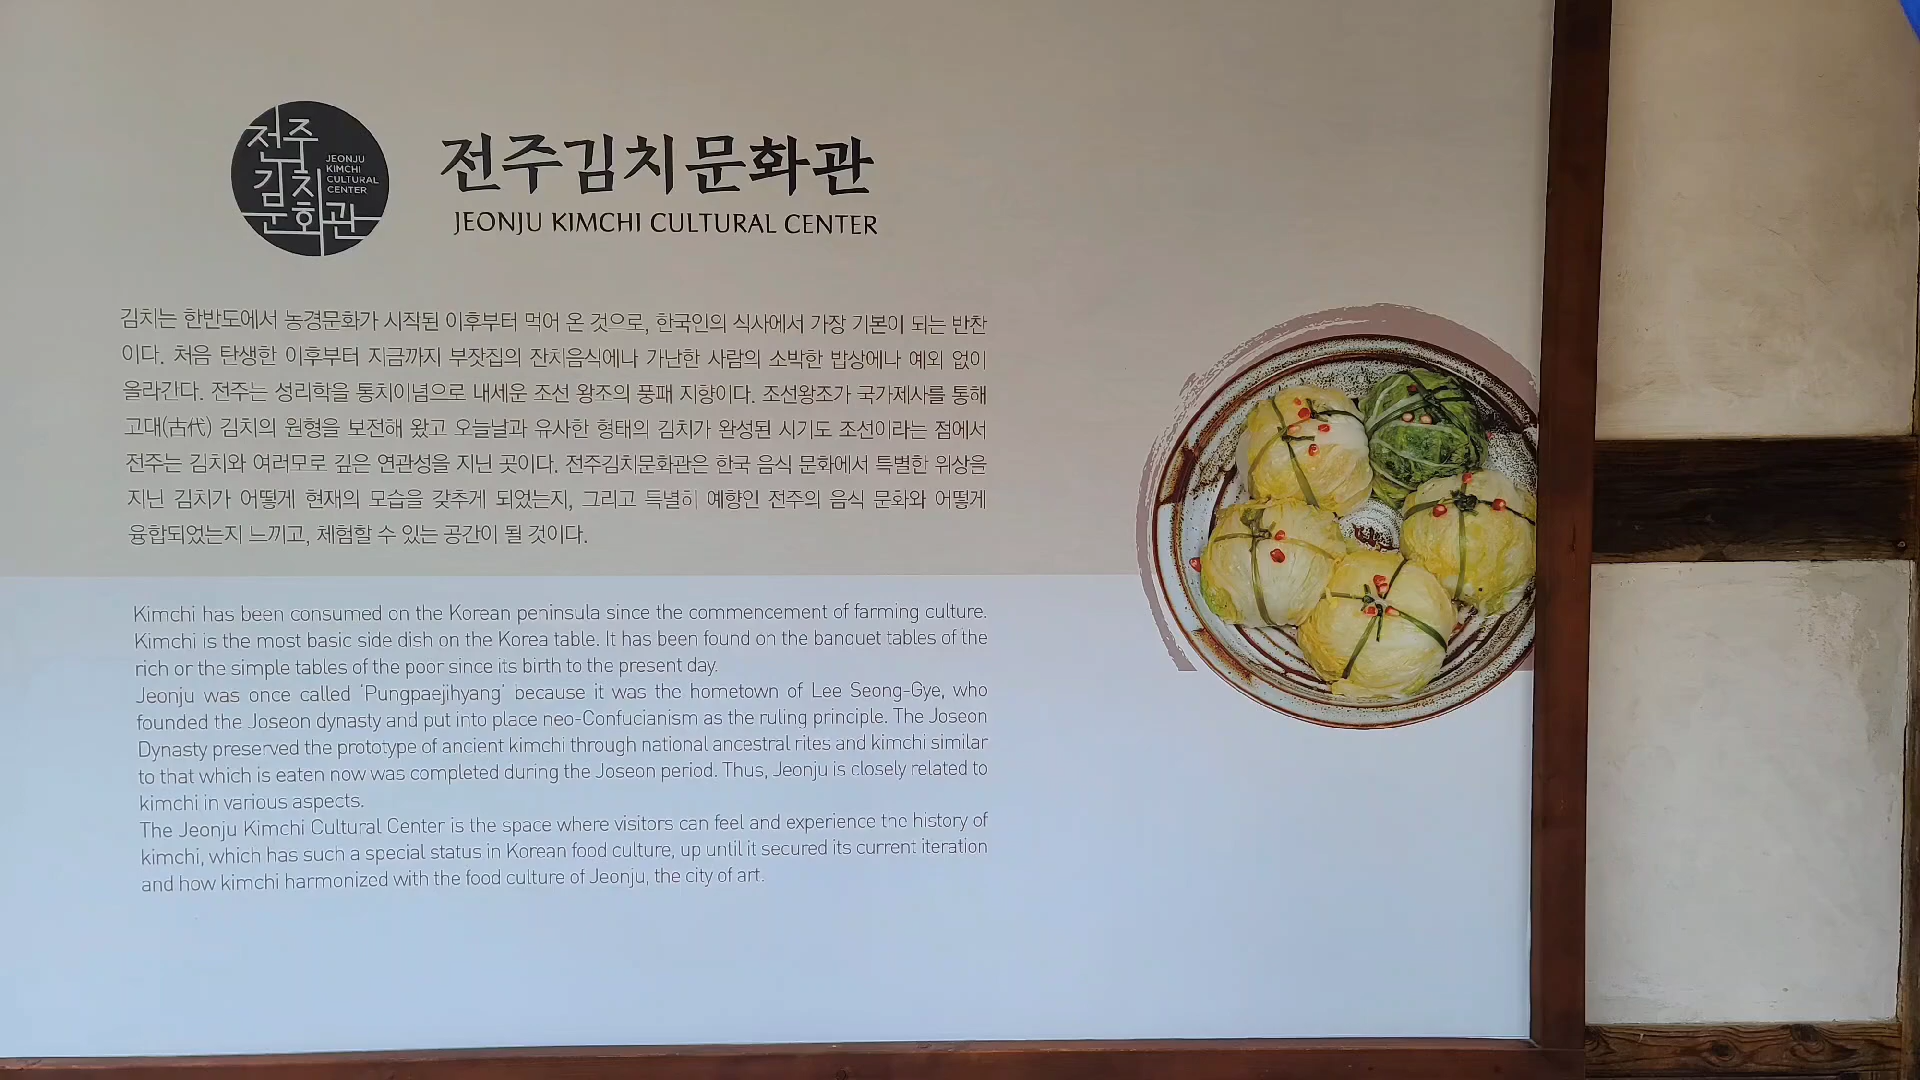 전주
김치
문화관
JEONJU
KIMCHI
CULTURAL
CENTER
전주김치문화관
JEONJU KIMCHI CULTURAL CENTER
김치는 한반도에서 농경문화가 시작된 이후부터 먹어 온 것으로, 한국인의 식사에서 가장 기본이 되는 반찬
이다. 처음 탄생한 이후부터 지금까지 부잣집의 잔치음식에나 가난한 사람의 소박한 밥상에나 예외 없이
올라간다. 전주는 성리학을 통치이념으로 내세운 조선 왕조의 풍패 지향이다. 조선왕조가 국가제사를 통해
고대(古代) 김치의 원형을 보전해 왔고 오늘날과 유사한 형태의 김치가 완성된 시기도 조선이라는 점에서
전주는 김치와 여러모로 깊은 연관성을 지닌 곳이다. 전주김치문화관은 한국 음식 문화에서 특별한 위상을
지닌 김치가 어떻게 현재의 모습을 갖추게 되었는지, 그리고 특별히 예향인 전주의 음식 문화와 어떻게
융합되었는지 느끼고, 체험할 수 있는 공간이 될 것이다.
Kimchi has been consumed on the Korean peninsula since the commencement of farming culture.
Kimchi is the most basic side dish on the Korea table. It has been found on the banquet tables of the
rich or the simple tables of the poor since its birth to the present day.
Jeonju was once called 'Pungpaejihyang' because it was the hometown of Lee Seong-Gye, who
founded the Joseon dynasty and put into place neo-Confucianism as the ruling principle. The Joseon
Dynasty preserved the prototype of ancient kimchi through national ancestral rites and kimchi similar
to that which is eaten now was completed during the Joseon period. Thus, Jeonju is closely related to
kimchi in various aspects.
The Jeonju Kimchi Cultural Center is the space where visitors can feel and experience the history of
kimchi, which has such a special status in Korean food culture, up until it secured its current iteration
and how kimchi harmonized with the food culture of Jeonju, the city of art.